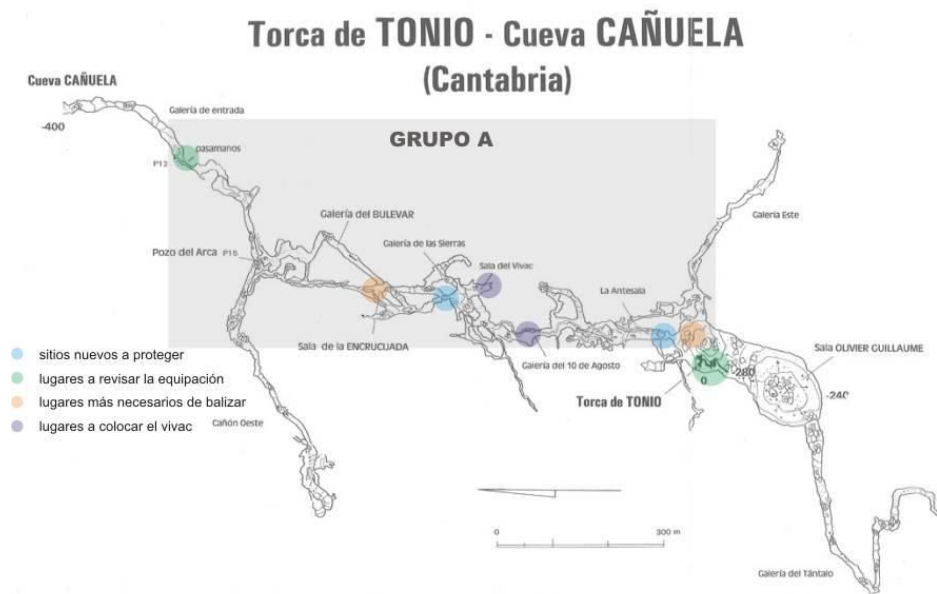 Torca de TONIO - Cueva CAÑUELA
(Cantabria)
Cueva CAÑUELA
-400
Galería de entrada
GRUPO A
pasamanos
P12
Galería del BULEVAR
Galería Este
Galería de las Sierras
Pozo del Arca P15
Sala del Vivac
La Antesala
Sala de la ENCRUCIJADA
Sala OLIVIER GUILLAUME
sitios nuevos a proteger
lugares a revisar la equipación
lugares más necesarios de balizar
lugares a colocar el vivac
Galería del 10 de Agosto
-280
0
-240
Torca de TONIO
Cañón Oeste
0 300 m
Galería del Tántalo